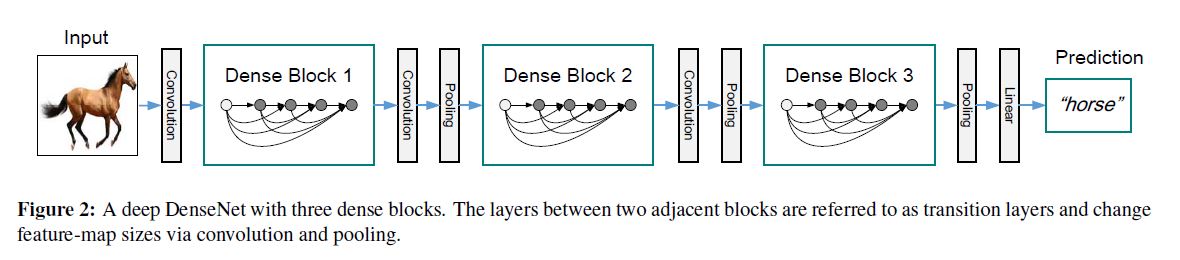 Input
Convolution
Dense Block 1
Convolution
Pooling
Dense Block 2
Convolution
Pooling
Dense Block 3
Pooling
Linear
Prediction
“horse”
Figure 2: A deep DenseNet with three dense blocks. The layers between two adjacent blocks are referred to as transition layers and change
feature-map sizes via convolution and pooling.